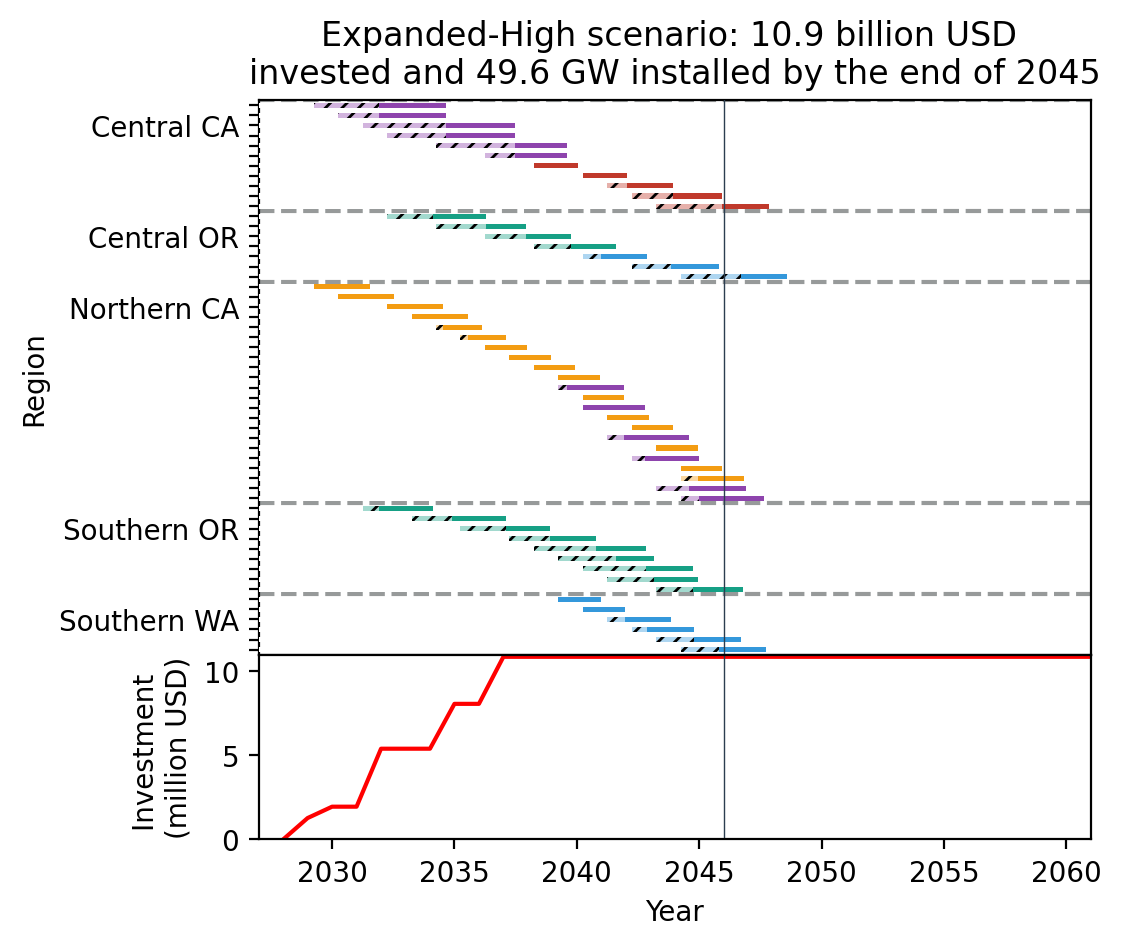 Expanded-High scenario: 10.9 billion USD
invested and 49.6 GW installed by the end of 2045
Central CA
Central OR
Northern CA
Southern OR
Southern WA
Region
Investment
(million USD)
10
5
0
2030 2035 2040 2045 2050 2055 2060
Year